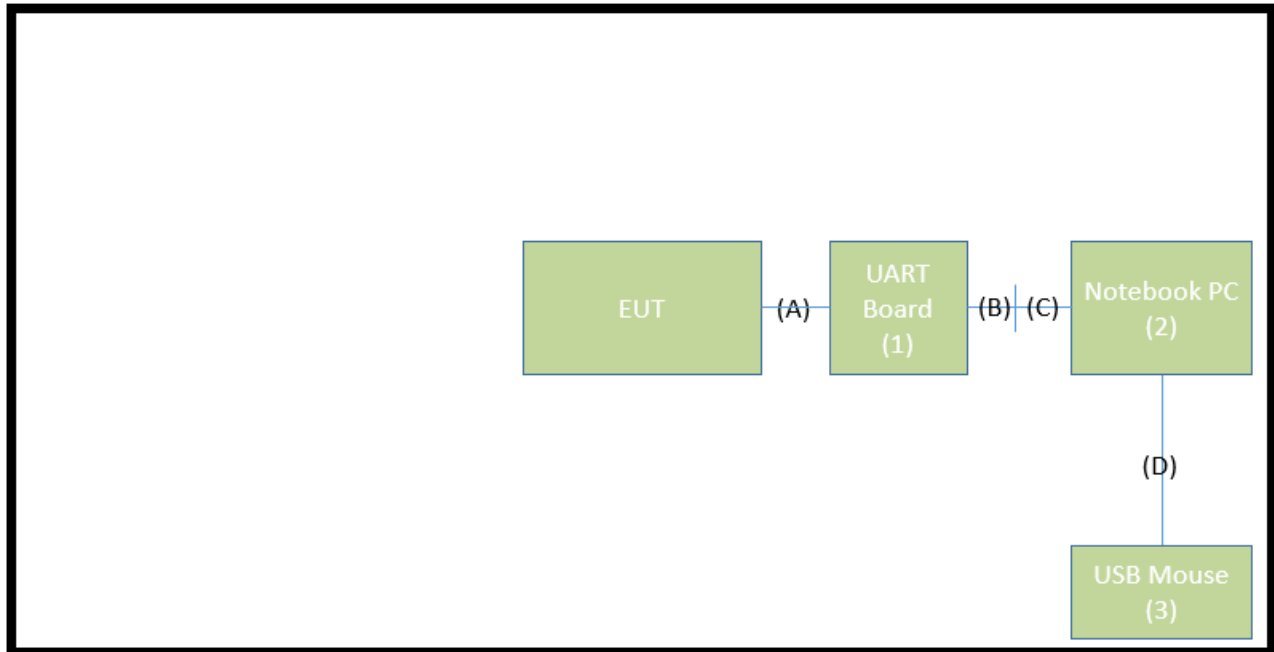 EUT
(A)
UART
Board
(1)
(B)
(C)
Notebook PC
(2)
(D)
USB Mouse
(3)